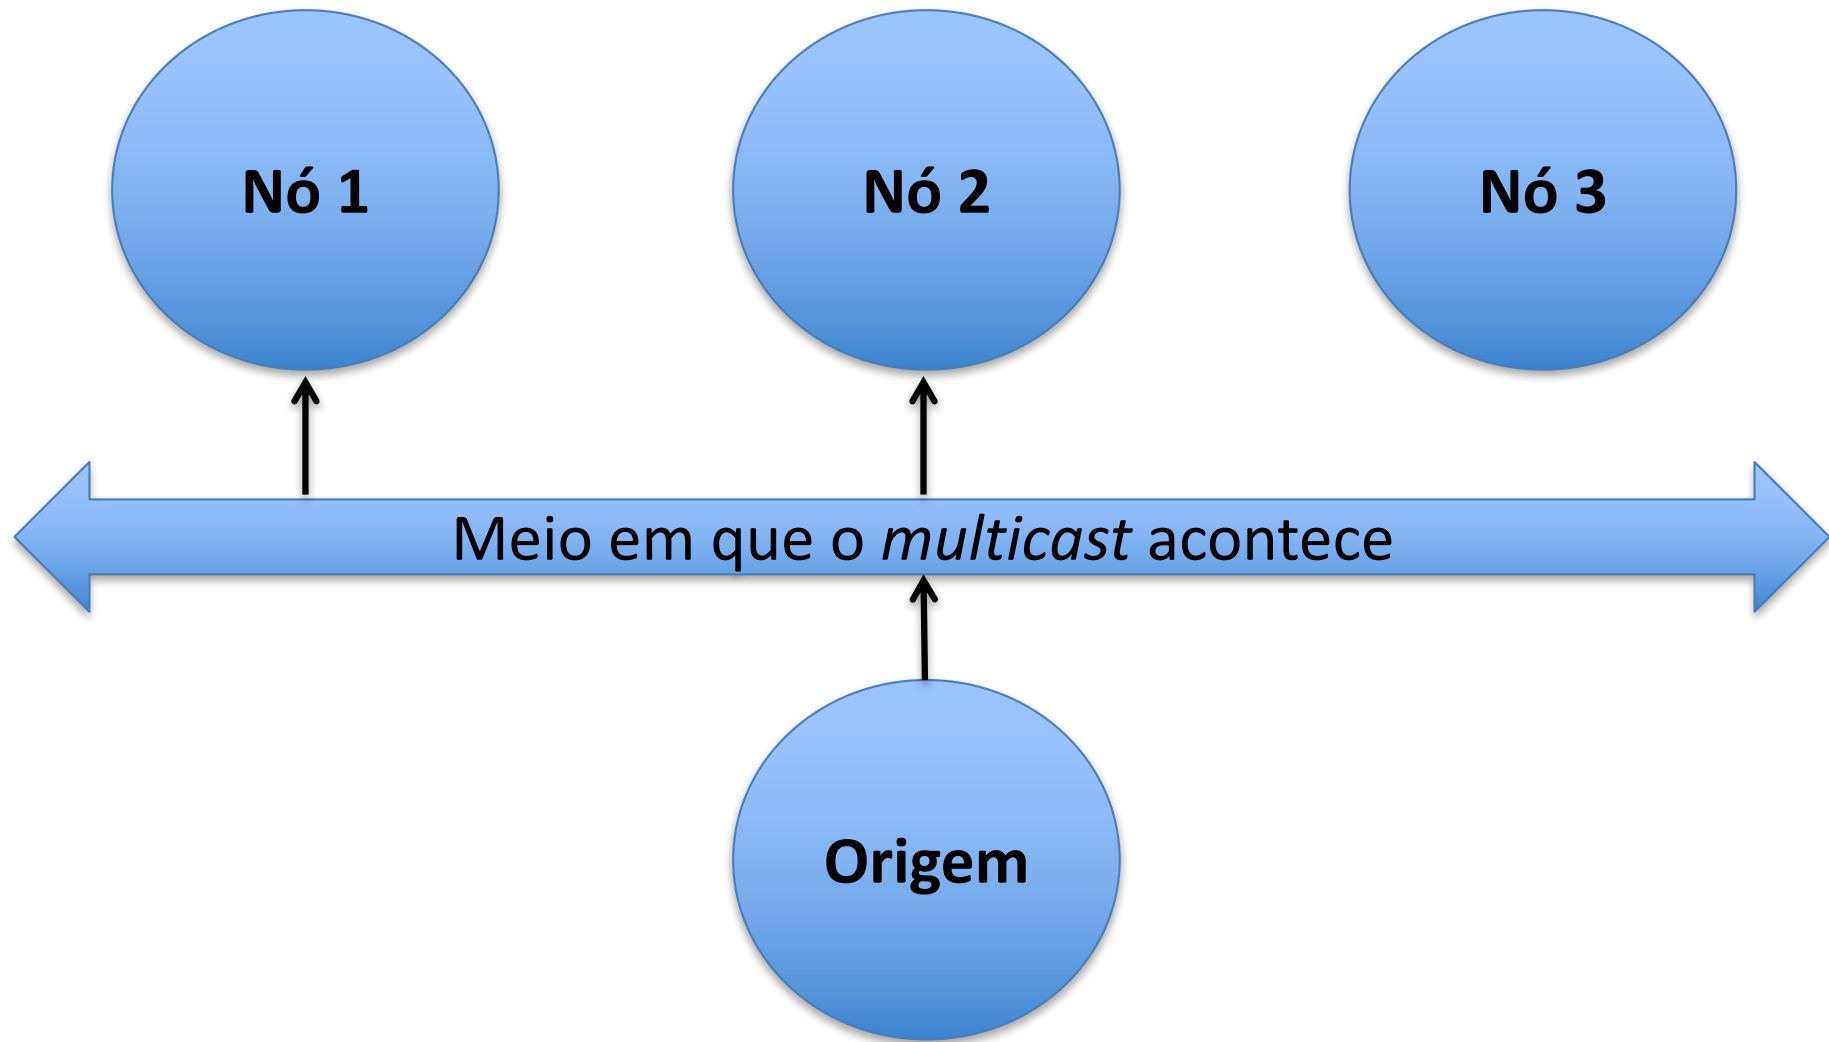 Nó 1
Nó 2
Nó 3
Meio em que o multicast acontece
Origem